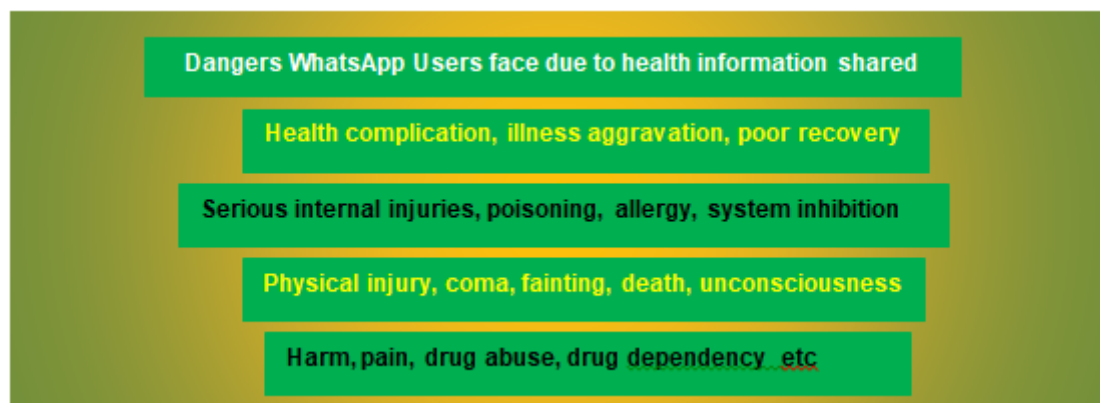 Dangers WhatsApp Users face due to health information shared
Health complication, illness aggravation, poor recovery
Serious internal injuries, poisoning, allergy, system inhibition
Physical injury, coma, fainting, death, unconsciousness
Harm, pain, drug abuse, drug dependency etc